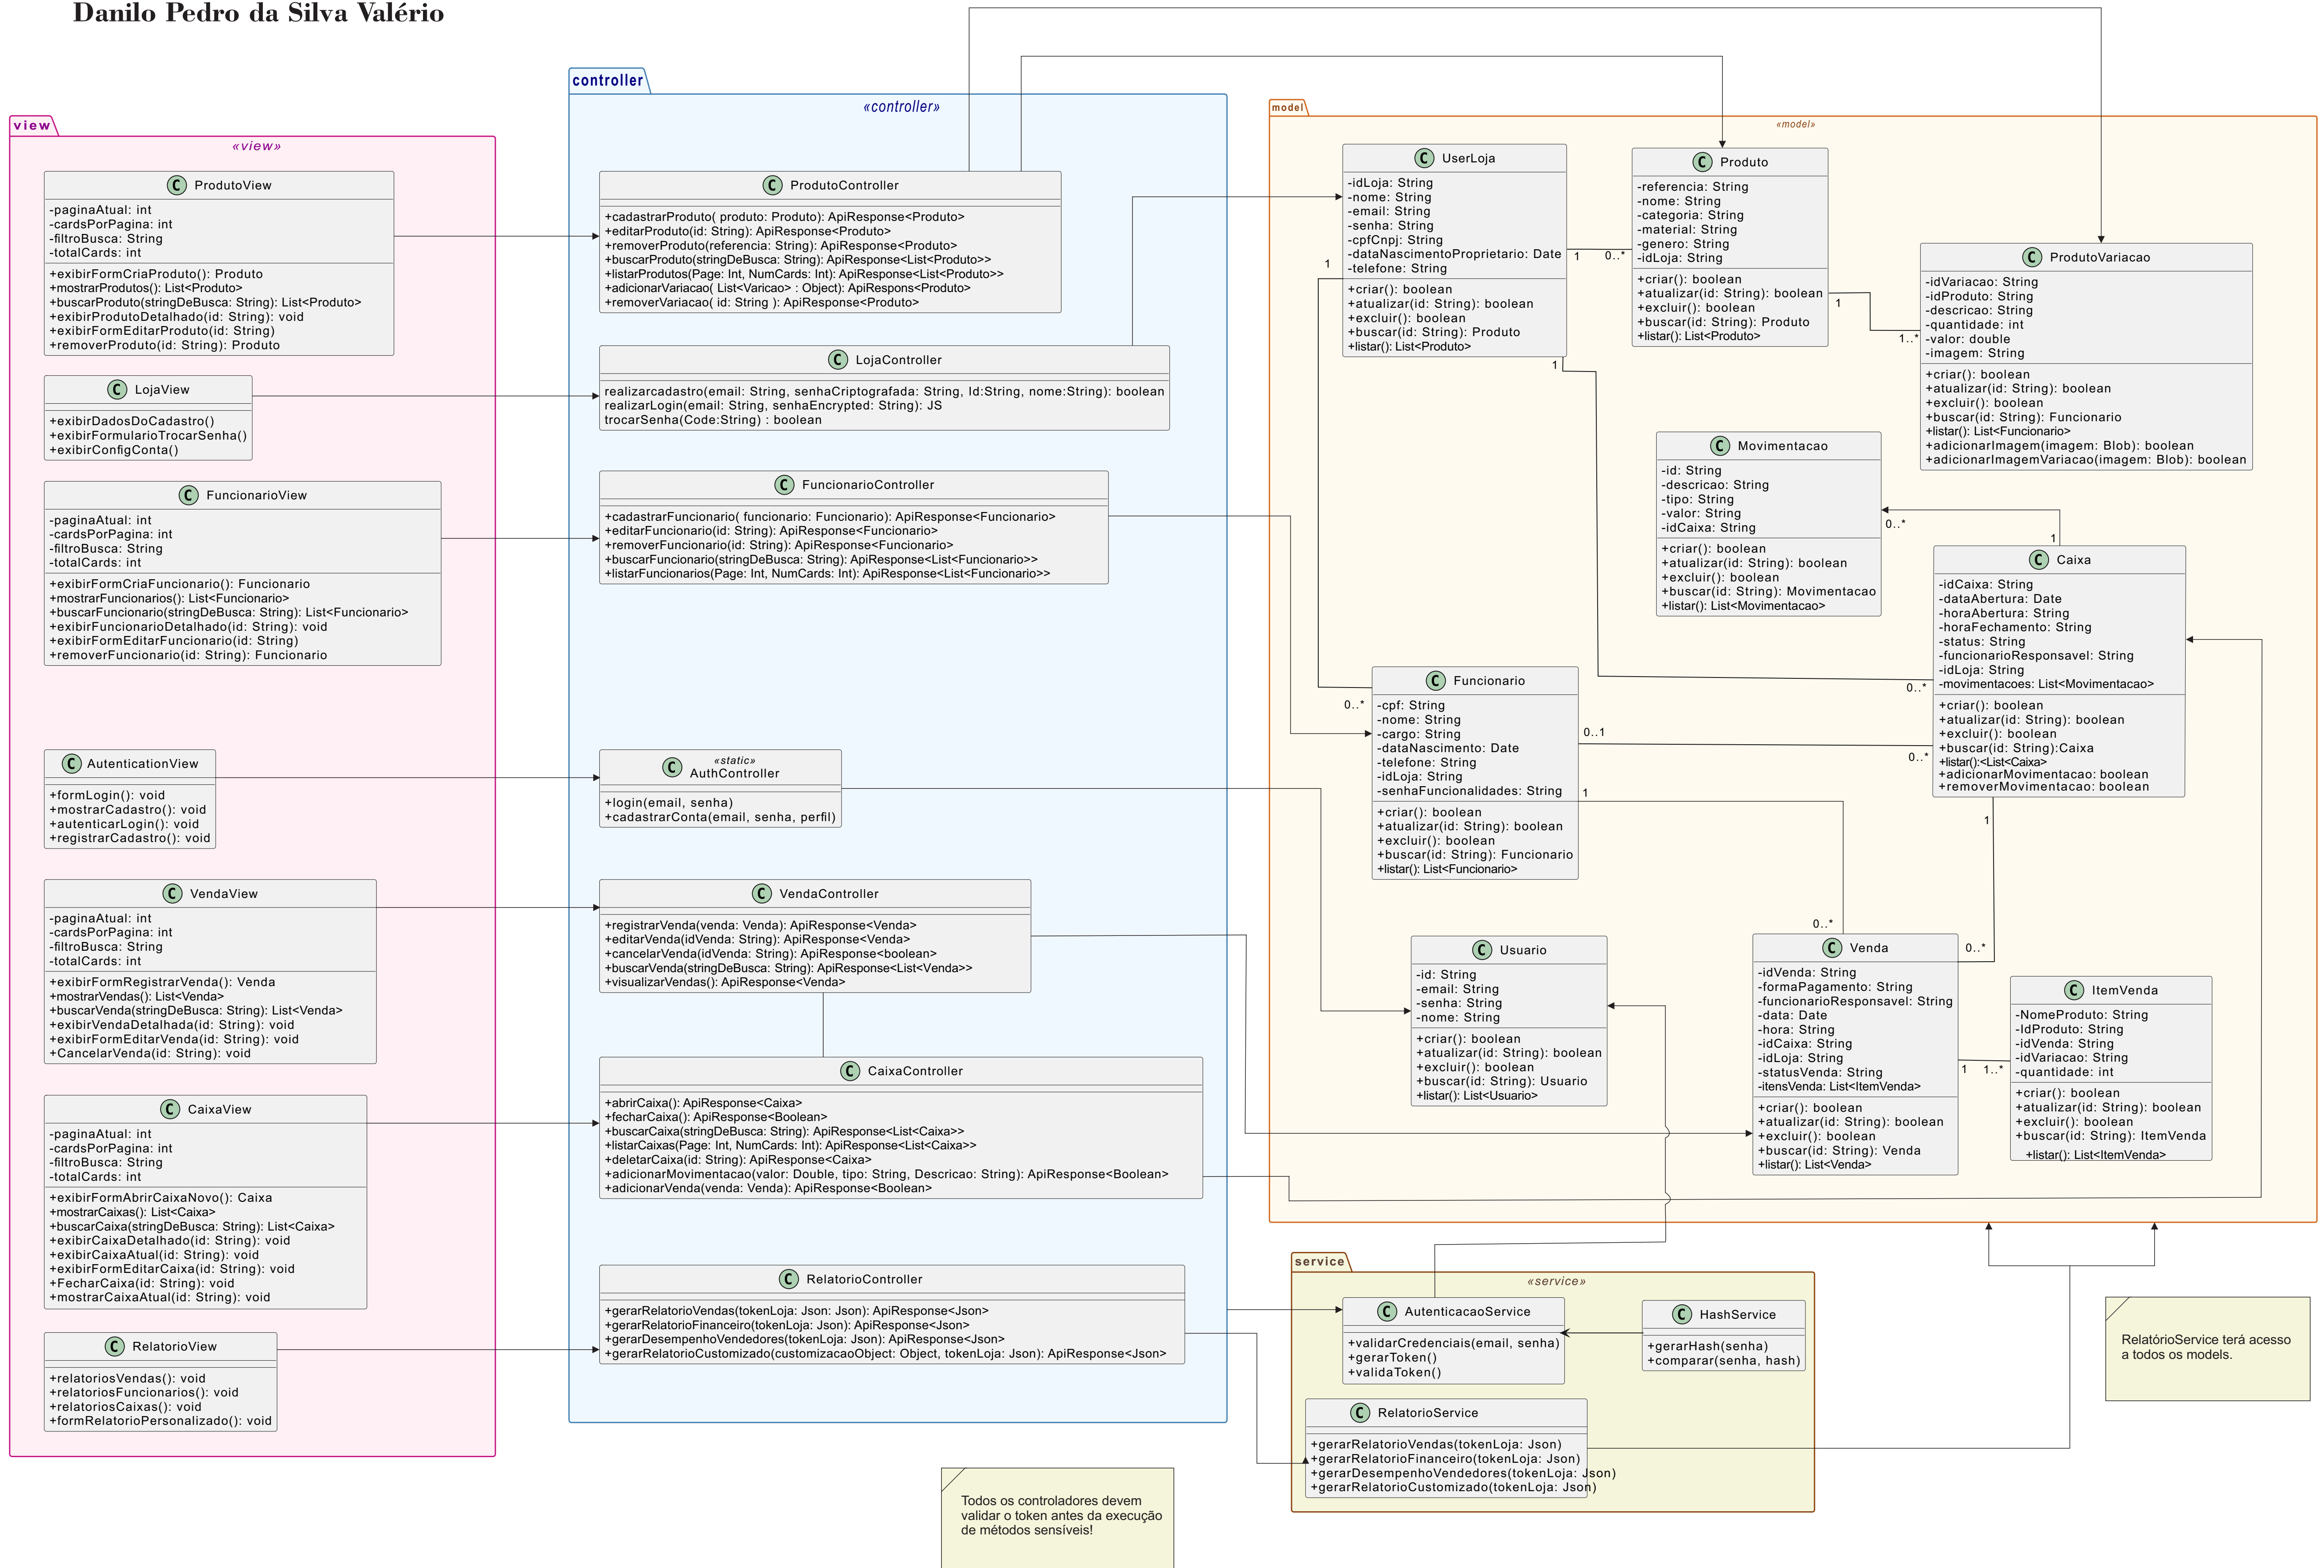 Danilo Pedro da Silva Valério
view
«view»
C ProdutoView
-paginaAtual: int
-cardsPorPagina: int
-filtroBusca: String
-totalCards: int
+exibirFormCriaProduto(): Produto
+mostrarProdutos(): List<Produto>
+buscarProduto(stringDeBusca: String): List<Produto>
+exibirProdutoDetalhado(id: String): void
+exibirFormEditarProduto(id: String)
+removerProduto(id: String): Produto
C LojaView
+exibirDadosDoCadastro()
+exibirFormularioTrocarSenha()
+exibirConfigConta()
C FuncionarioView
-paginaAtual: int
-cardsPorPagina: int
-filtroBusca: String
-totalCards: int
+exibirFormCriaFuncionario(): Funcionario
+mostrarFuncionarios(): List<Funcionario>
+buscarFuncionario(stringDeBusca: String): List<Funcionario>
+exibirFuncionarioDetalhado(id: String): void
+exibirFormEditarFuncionario(id: String)
+removerFuncionario(id: String): Funcionario
C AutenticationView
+formLogin(): void
+mostrarCadastro(): void
+autenticarLogin(): void
+registrarCadastro(): void
C VendaView
-paginaAtual: int
-cardsPorPagina: int
-filtroBusca: String
-totalCards: int
+exibirFormRegistrarVenda(): Venda
+mostrarVendas(): List<Venda>
+buscarVenda(stringDeBusca: String): List<Venda>
+exibirVendaDetalhada(id: String): void
+exibirFormEditarVenda(id: String): void
+CancelarVenda(id: String): void
C CaixaView
-paginaAtual: int
-cardsPorPagina: int
-filtroBusca: String
-totalCards: int
+exibirFormAbrirCaixaNovo(): Caixa
+mostrarCaixas(): List<Caixa>
+buscarCaixa(stringDeBusca: String): List<Caixa>
+exibirCaixaDetalhado(id: String): void
+exibirCaixaAtual(id: String): void
+exibirFormEditarCaixa(id: String): void
+FecharCaixa(id: String): void
+mostrarCaixaAtual(id: String): void
C RelatorioView
+relatoriosVendas(): void
+relatoriosFuncionarios(): void
+relatoriosCaixas(): void
+formRelatorioPersonalizado(): void
controller
«controller»
C ProdutoController
+cadastrarProduto( produto: Produto): ApiResponse<Produto>
+editarProduto(id: String): ApiResponse<Produto>
+removerProduto(referencia: String): ApiResponse<Produto>
+buscarProduto(stringDeBusca: String): ApiResponse<List<Produto>>
+listarProdutos(Page: Int, NumCards: Int): ApiResponse<List<Produto>>
+adicionarVariacao( List<Varicao> : Object): ApiRespons<Produto>
+removerVariacao( id: String ): ApiResponse<Produto>
C LojaController
realizarcadastro(email: String, senhaCriptografada: String, Id:String, nome:String): boolean
realizarLogin(email: String, senhaEncrypted: String): JS
trocarSenha(Code:String) : boolean
C FuncionarioController
+cadastrarFuncionario( funcionario: Funcionario): ApiResponse<Funcionario>
+editarFuncionario(id: String): ApiResponse<Funcionario>
+removerFuncionario(id: String): ApiResponse<Funcionario>
+buscarFuncionario(stringDeBusca: String): ApiResponse<List<Funcionario>>
+listarFuncionarios(Page: Int, NumCards: Int): ApiResponse<List<Funcionario>>
«static»
C AuthController
+login(email, senha)
+cadastrarConta(email, senha, perfil)
C VendaController
+registrarVenda(venda: Venda): ApiResponse<Venda>
+editarVenda(idVenda: String): ApiResponse<Venda>
+cancelarVenda(idVenda: String): ApiResponse<boolean>
+buscarVenda(stringDeBusca: String): ApiResponse<List<Venda>>
+visualizarVendas(): ApiResponse<Venda>
C CaixaController
+abrirCaixa(): ApiResponse<Caixa>
+fecharCaixa(): ApiResponse<Boolean>
+buscarCaixa(stringDeBusca: String): ApiResponse<List<Caixa>>
+listarCaixas(Page: Int, NumCards: Int): ApiResponse<List<Caixa>>
+deletarCaixa(id: String): ApiResponse<Caixa>
+adicionarMovimentacao(valor: Double, tipo: String, Descricao: String): ApiResponse<Boolean>
+adicionarVenda(venda: Venda): ApiResponse<Boolean>
C RelatorioController
+gerarRelatorioVendas(tokenLoja: Json: Json): ApiResponse<Json>
+gerarRelatorioFinanceiro(tokenLoja: Json): ApiResponse<Json>
+gerarDesempenhoVendedores(tokenLoja: Json): ApiResponse<Json>
+gerarRelatorioCustomizado(customizacaoObject: Object, tokenLoja: Json): ApiResponse<Json>
model
«model»
C UserLoja
-idLoja: String
-nome: String
-email: String
-senha: String
-cpfCnpj: String
-dataNascimentoProprietario: Date
-telefone: String
+criar(): boolean
+atualizar(id: String): boolean
+excluir(): boolean
+buscar(id: String): Produto
+listar(): List<Produto>
1
1
0..*
1
C Produto
-referencia: String
-nome: String
-categoria: String
-material: String
-genero: String
-idLoja: String
+criar(): boolean
+atualizar(id: String): boolean
+excluir(): boolean
+buscar(id: String): Produto
+listar(): List<Produto>
1
1..*
C ProdutoVariacao
-idVariacao: String
-idProduto: String
-descricao: String
-quantidade: int
-valor: double
-imagem: String
+criar(): boolean
+atualizar(id: String): boolean
+excluir(): boolean
+buscar(id: String): Funcionario
+listar(): List<Funcionario>
+adicionarImagem(imagem: Blob): boolean
+adicionarImagemVariacao(imagem: Blob): boolean
C Movimentacao
-id: String
-descricao: String
-tipo: String
-valor: String
-idCaixa: String
+criar(): boolean
+atualizar(id: String): boolean
+excluir(): boolean
+buscar(id: String): Movimentacao
+listar(): List<Movimentacao>
0..*
1
C Caixa
-idCaixa: String
-dataAbertura: Date
-horaAbertura: String
-horaFechamento: String
-status: String
-funcionarioResponsavel: String
-idLoja: String
-movimentacoes: List<Movimentacao>
+criar(): boolean
+atualizar(id: String): boolean
+excluir(): boolean
+buscar(id: String):Caixa
+listar():<List<Caixa>
+adicionarMovimentacao: boolean
+removerMovimentacao: boolean
0..*
0..*
1
0..*
C Funcionario
-cpf: String
-nome: String
-cargo: String
-dataNascimento: Date
-telefone: String
-idLoja: String
-senhaFuncionalidades: String
+criar(): boolean
+atualizar(id: String): boolean
+excluir(): boolean
+buscar(id: String): Funcionario
+listar(): List<Funcionario>
0..1
1
C Usuario
-id: String
-email: String
-senha: String
-nome: String
+criar(): boolean
+atualizar(id: String): boolean
+excluir(): boolean
+buscar(id: String): Usuario
+listar(): List<Usuario>
0..*
0..*
C Venda
-idVenda: String
-formaPagamento: String
-funcionarioResponsavel: String
-data: Date
-hora: String
-idCaixa: String
-idLoja: String
-statusVenda: String
-itensVenda: List<ItemVenda>
+criar(): boolean
+atualizar(id: String): boolean
+excluir(): boolean
+buscar(id: String): Venda
+listar(): List<Venda>
1
1..*
C ItemVenda
-NomeProduto: String
-IdProduto: String
-idVenda: String
-idVariacao: String
-quantidade: int
+criar(): boolean
+atualizar(id: String): boolean
+excluir(): boolean
+buscar(id: String): ItemVenda
+listar(): List<ItemVenda>
service
«service»
C AutenticacaoService
+validarCredenciais(email, senha)
+gerarToken()
+validaToken()
C HashService
+gerarHash(senha)
+comparar(senha, hash)
C RelatorioService
+gerarRelatorioVendas(tokenLoja: Json)
+gerarRelatorioFinanceiro(tokenLoja: Json)
+gerarDesempenhoVendedores(tokenLoja: Json)
+gerarRelatorioCustomizado(tokenLoja: Json)
RelatórioService terá acesso
a todos os models.
Todos os controladores devem
validar o token antes da execução
de métodos sensíveis!